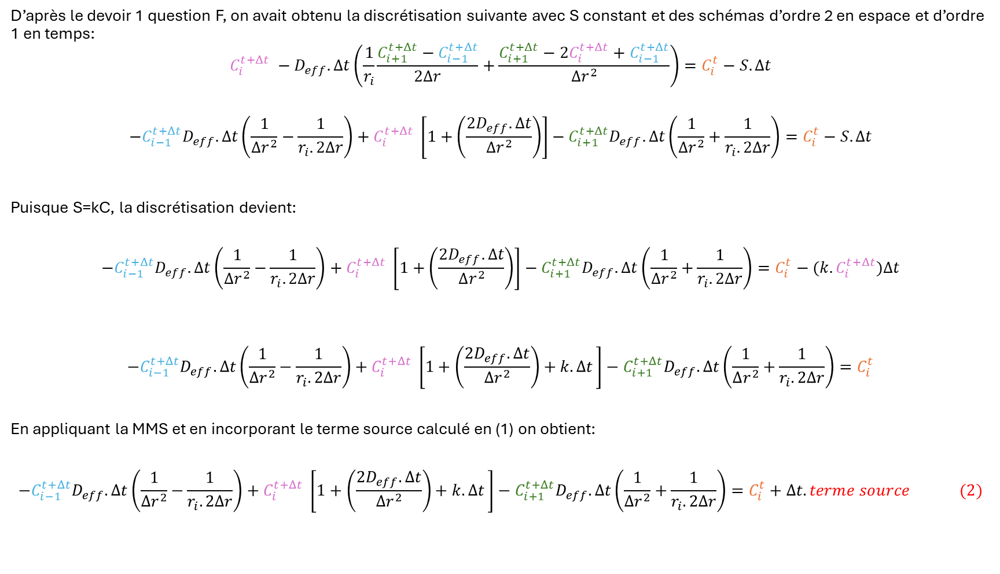 D’après le devoir 1 question F, on avait obtenu la discrétisation suivante avec S constant et des schémas d’ordre 2 en espace et d’ordre
1 en temps:
$C_i^{t+\Delta t} - D_{eff}.\Delta t\left(\frac{1}{r_i}\frac{C_{i+1}^{t+\Delta t} - C_{i-1}^{t+\Delta t}}{2\Delta r} + \frac{C_{i+1}^{t+\Delta t} - 2C_i^{t+\Delta t} + C_{i-1}^{t+\Delta t}}{\Delta r^2}\right) = C_i^t - S.\Delta t$
$-C_{i-1}^{t+\Delta t}D_{eff}.\Delta t\left(\frac{1}{\Delta r^2} - \frac{1}{r_i.2\Delta r}\right) + C_i^{t+\Delta t}\left[1 + \left(\frac{2D_{eff}.\Delta t}{\Delta r^2}\right)\right] - C_{i+1}^{t+\Delta t}D_{eff}.\Delta t\left(\frac{1}{\Delta r^2} + \frac{1}{r_i.2\Delta r}\right) = C_i^t - S.\Delta t$
Puisque S=kC, la discrétisation devient:
$-C_{i-1}^{t+\Delta t}D_{eff}.\Delta t\left(\frac{1}{\Delta r^2} - \frac{1}{r_i.2\Delta r}\right) + C_i^{t+\Delta t}\left[1 + \left(\frac{2D_{eff}.\Delta t}{\Delta r^2}\right)\right] - C_{i+1}^{t+\Delta t}D_{eff}.\Delta t\left(\frac{1}{\Delta r^2} + \frac{1}{r_i.2\Delta r}\right) = C_i^t - (k.C_i^{t+\Delta t})\Delta t$
$-C_{i-1}^{t+\Delta t}D_{eff}.\Delta t\left(\frac{1}{\Delta r^2} - \frac{1}{r_i.2\Delta r}\right) + C_i^{t+\Delta t}\left[1 + \left(\frac{2D_{eff}.\Delta t}{\Delta r^2}\right) + k.\Delta t\right] - C_{i+1}^{t+\Delta t}D_{eff}.\Delta t\left(\frac{1}{\Delta r^2} + \frac{1}{r_i.2\Delta r}\right) = C_i^t$
En appliquant la MMS et en incorporant le terme source calculé en (1) on obtient:
$-C_{i-1}^{t+\Delta t}D_{eff}.\Delta t\left(\frac{1}{\Delta r^2} - \frac{1}{r_i.2\Delta r}\right) + C_i^{t+\Delta t}\left[1 + \left(\frac{2D_{eff}.\Delta t}{\Delta r^2}\right) + k.\Delta t\right] - C_{i+1}^{t+\Delta t}D_{eff}.\Delta t\left(\frac{1}{\Delta r^2} + \frac{1}{r_i.2\Delta r}\right) = C_i^t + \Delta t.terme\ source$ (2)